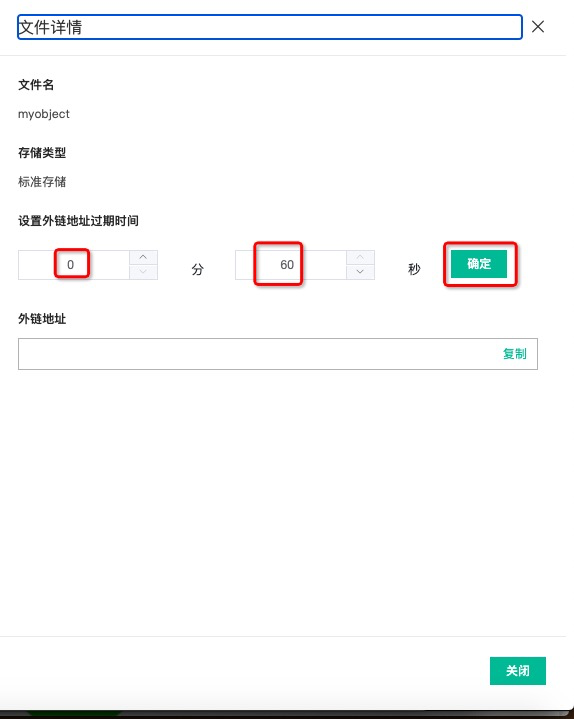 文件详情
文件名
myobject
存储类型
标准存储
设置外链地址过期时间
0 分 60 秒 确定
外链地址
复制
关闭